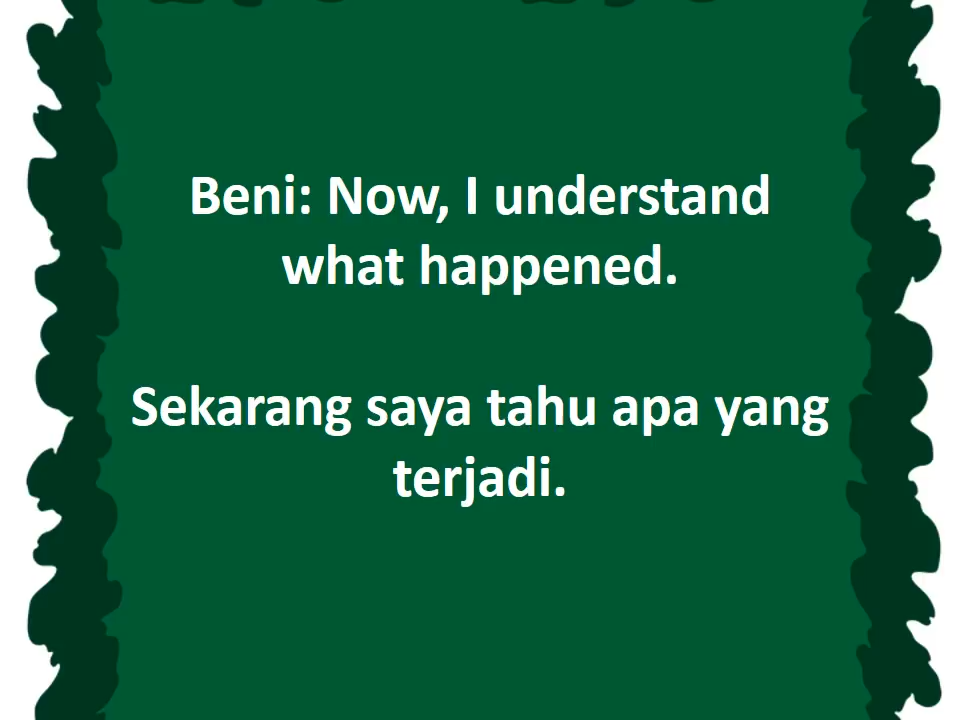 Beni: Now, I understand
what happened.
Sekarang saya tahu apa yang
terjadi.